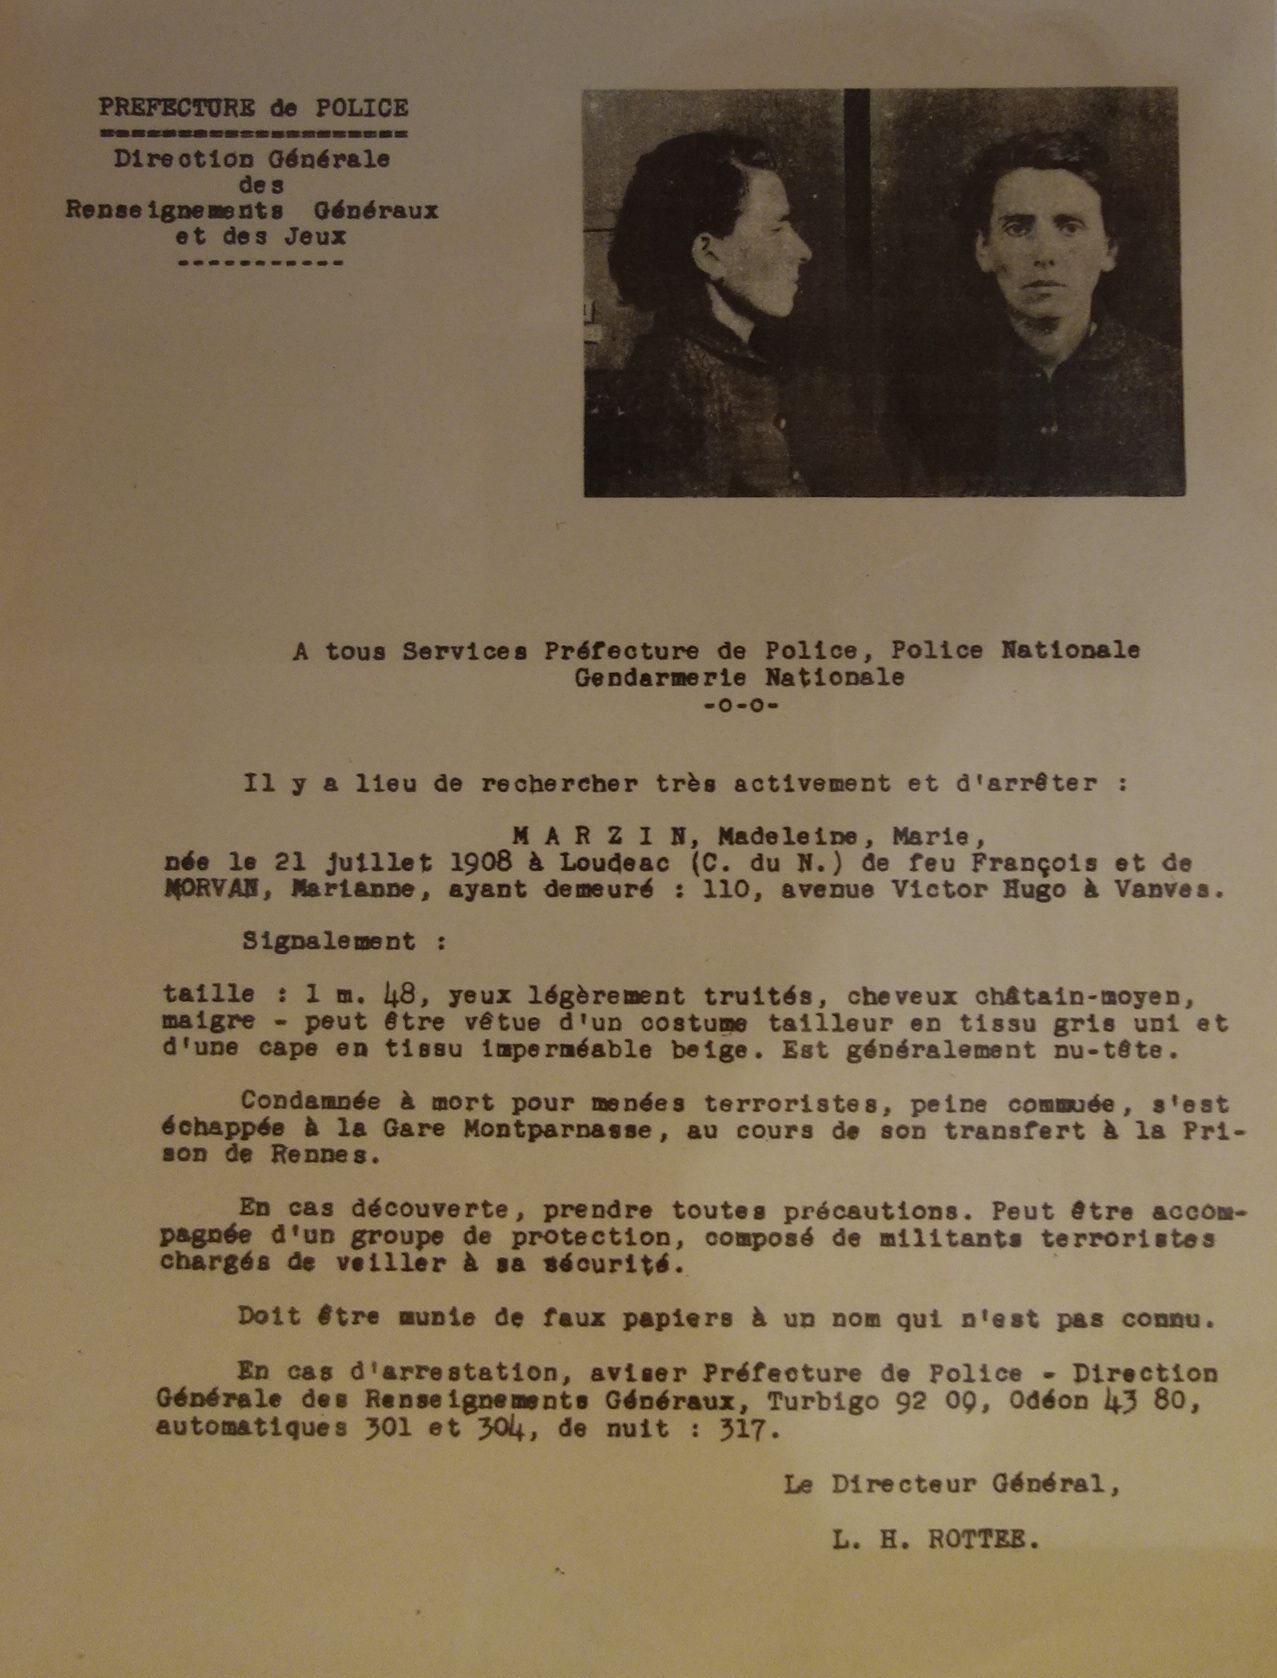 PREFECTURE de POLICE
Direction Générale
des
Renseignements Généraux
et des Jeux
A tous Services Préfecture de Police, Police Nationale
Gendarmerie Nationale
-o-o-
Il y a lieu de rechercher très activement et d'arrêter :
M A R Z I N, Madeleine, Marie,
née le 21 juillet 1908 à Loudeac (C. du N.) de feu François et de
MORVAN, Marianne, ayant demeuré : 110, avenue Victor Hugo à Vanves.
Signalement :
taille : 1 m. 48, yeux légèrement truités, cheveux châtain-moyen,
maigre - peut être vêtue d'un costume tailleur en tissu gris uni et
d'une cape en tissu imperméable beige. Est généralement nu-tête.
Condamnée à mort pour menées terroristes, peine commuée, s'est
échappée à la Gare Montparnasse, au cours de son transfert à la Pri-
son de Rennes.
En cas découverte, prendre toutes précautions. Peut être accom-
pagnée d'un groupe de protection, composé de militants terroristes
chargés de veiller à sa sécurité.
Doit être munie de faux papiers à un nom qui n'est pas connu.
En cas d'arrestation, aviser Préfecture de Police - Direction
Générale des Renseignements Généraux, Turbigo 92 00, Odéon 43 80,
automatiques 301 et 304, de nuit : 317.
Le Directeur Général,
L. H. ROTTEE.